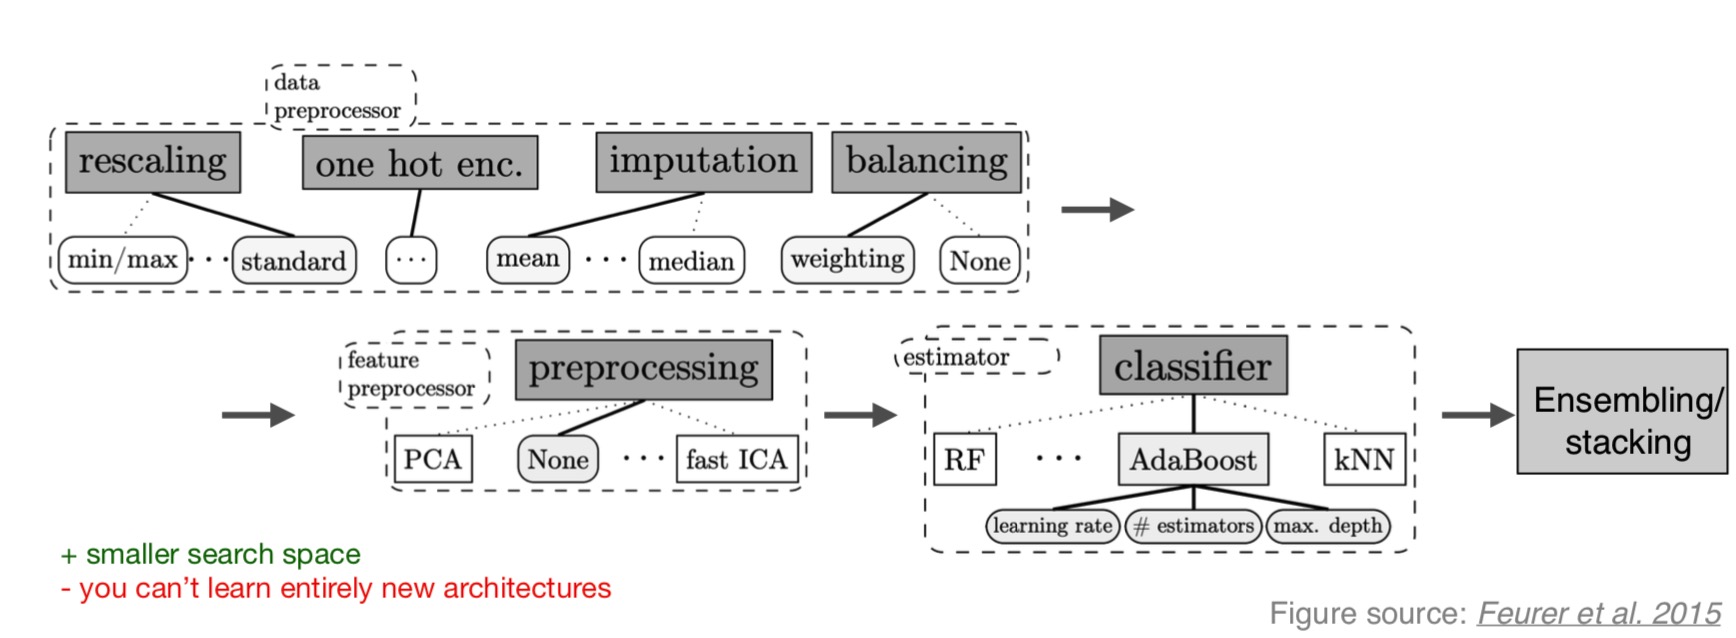 data
preprocessor
rescaling
one hot enc.
imputation
balancing
min/max
· · ·
standard
· · ·
mean
· · ·
median
weighting
None
feature
preprocessor
preprocessing
PCA
None
· · ·
fast ICA
estimator
classifier
RF
· · ·
AdaBoost
kNN
learning rate
# estimators
max. depth
Ensembling/
stacking
+ smaller search space
- you can’t learn entirely new architectures
Figure source: Feurer et al. 2015